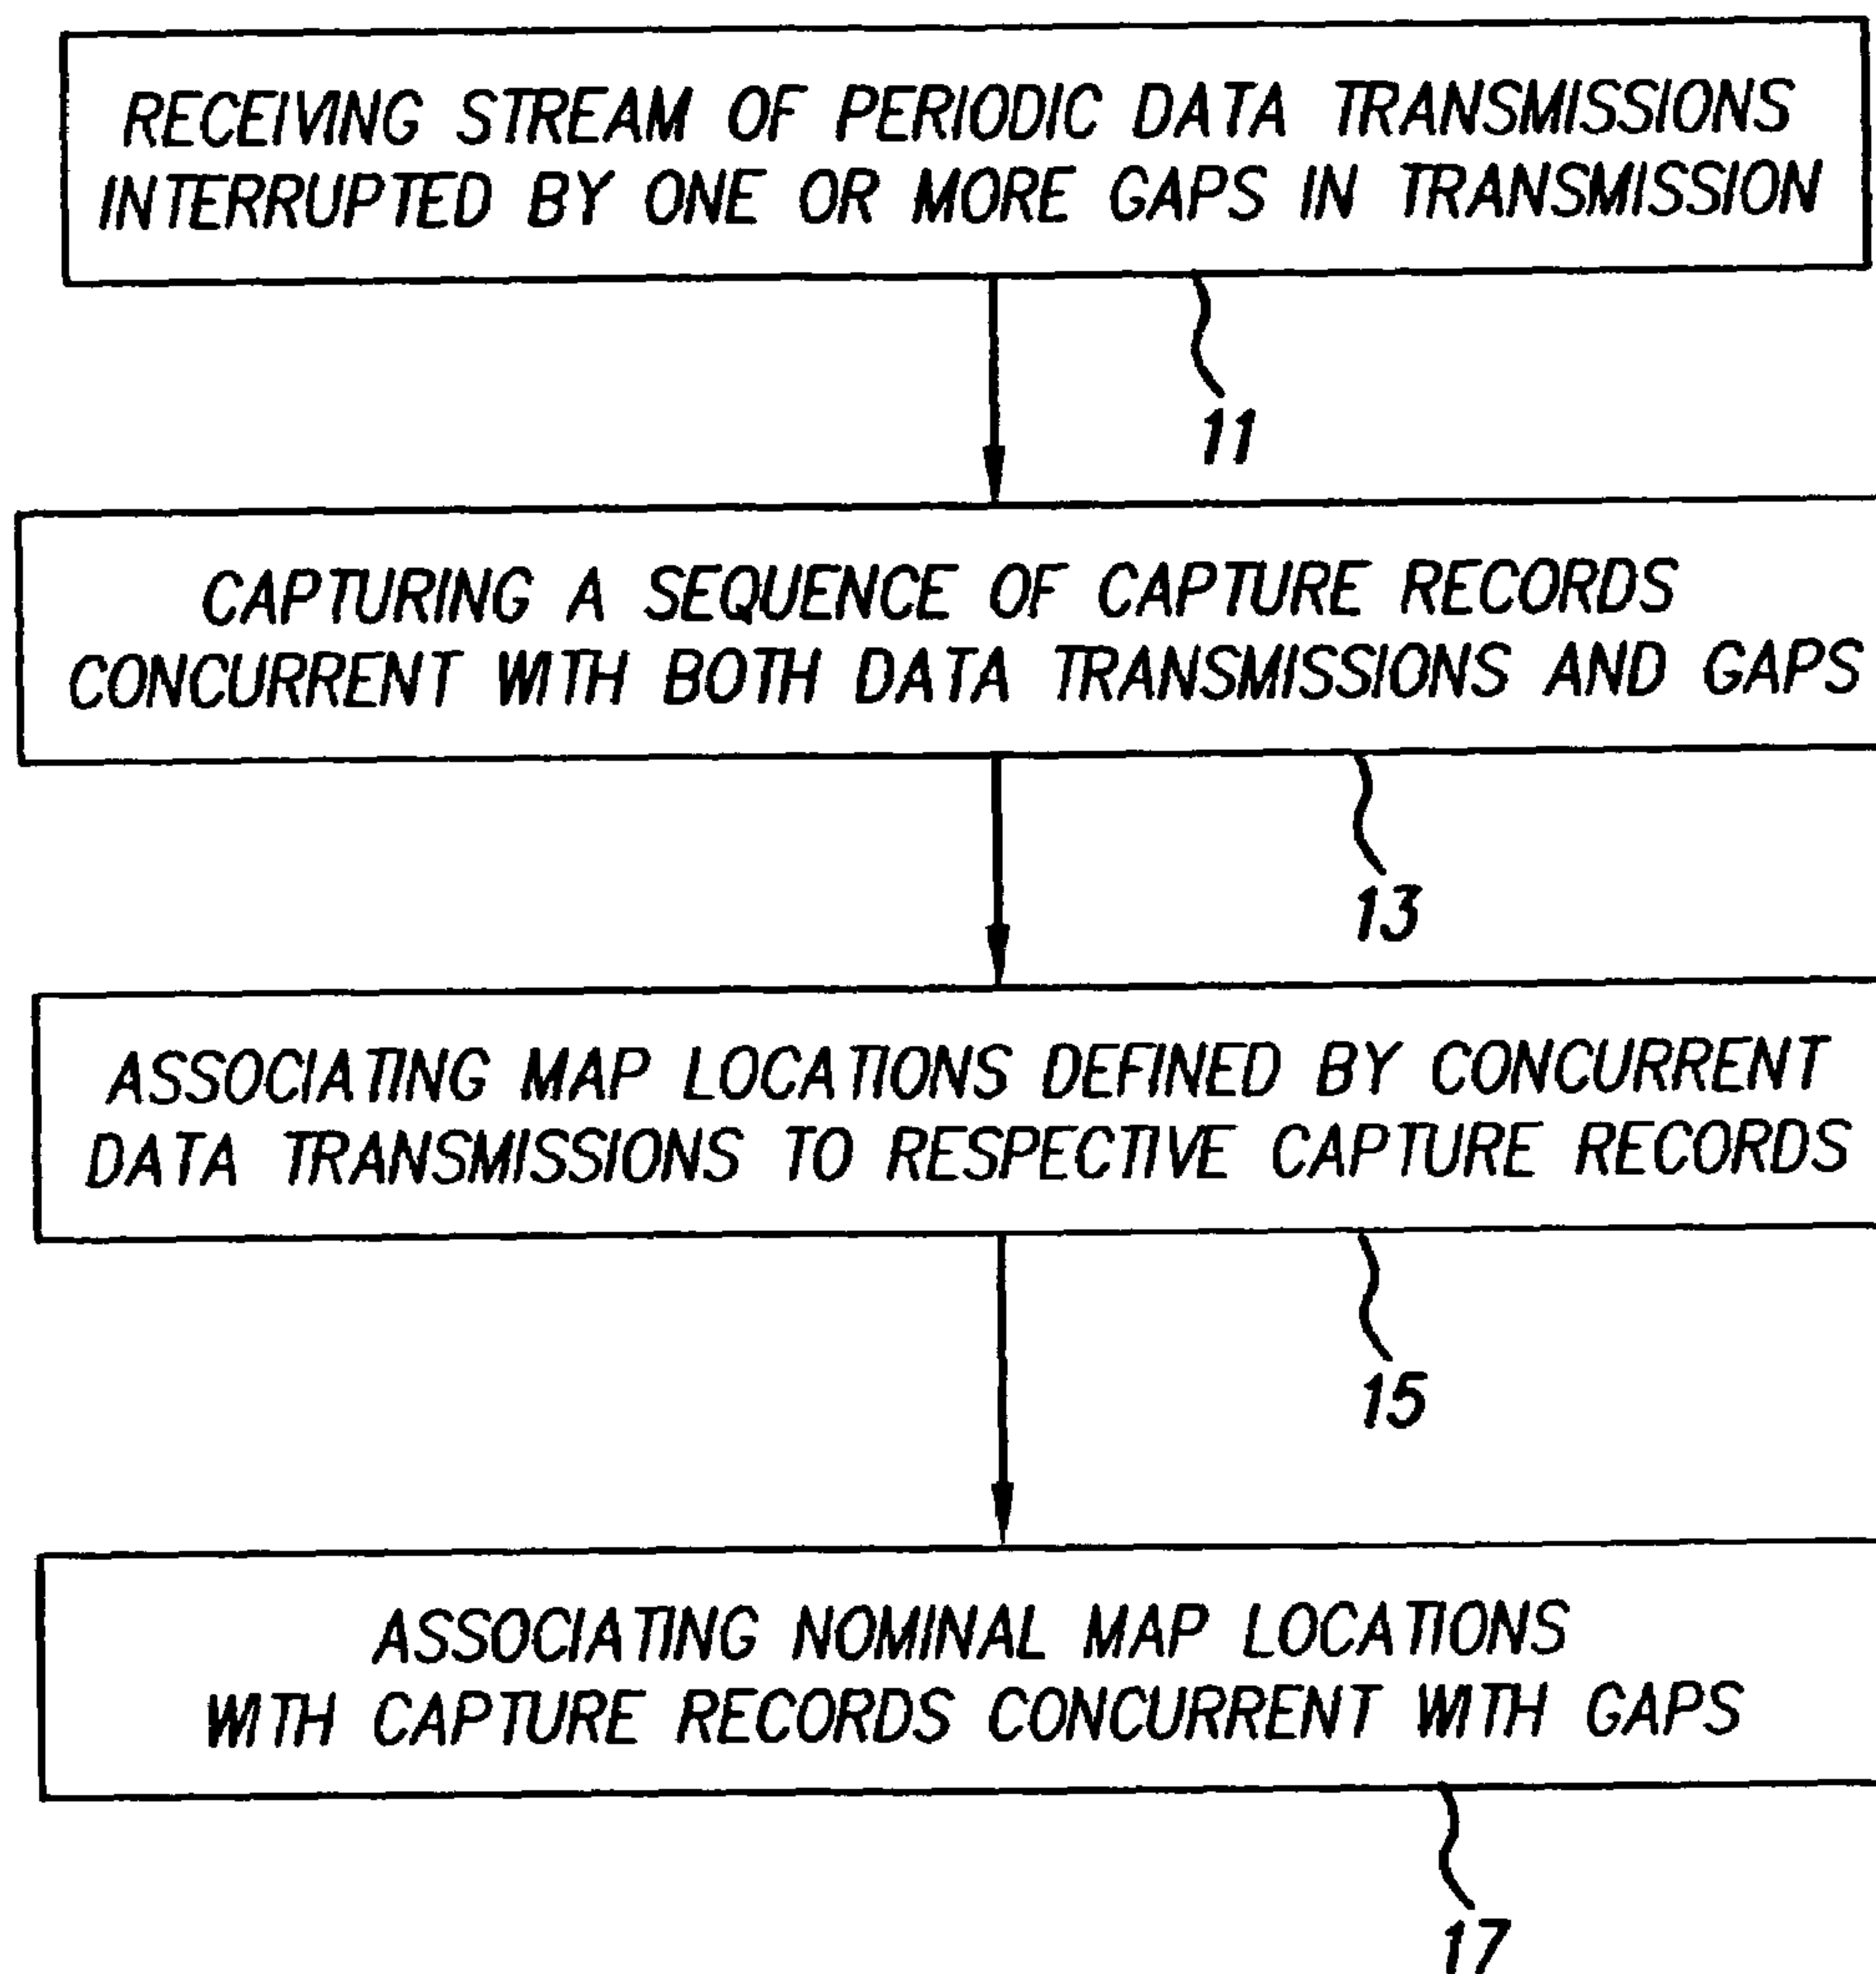 RECEIVING STREAM OF PERIODIC DATA TRANSMISSIONS
INTERRUPTED BY ONE OR MORE GAPS IN TRANSMISSION
11
CAPTURING A SEQUENCE OF CAPTURE RECORDS
CONCURRENT WITH BOTH DATA TRANSMISSIONS AND GAPS
13
ASSOCIATING MAP LOCATIONS DEFINED BY CONCURRENT
DATA TRANSMISSIONS TO RESPECTIVE CAPTURE RECORDS
15
ASSOCIATING NOMINAL MAP LOCATIONS
WITH CAPTURE RECORDS CONCURRENT WITH GAPS
17